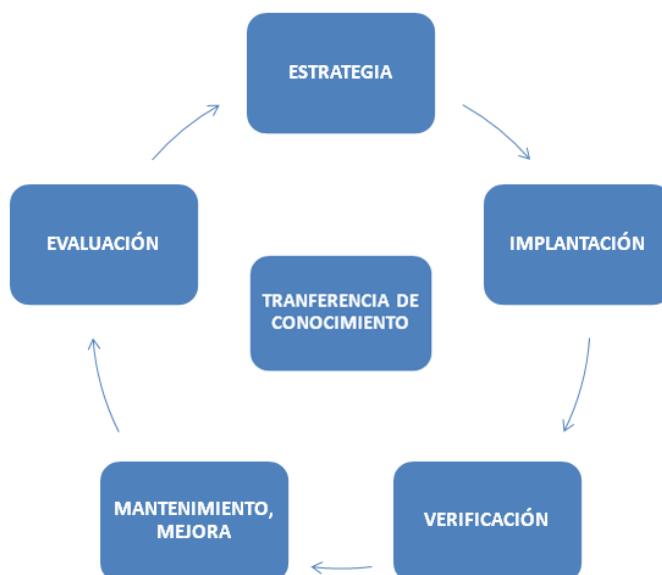 ESTRATEGIA
EVALUACIÓN
IMPLANTACIÓN
TRANFERENCIA DE
CONOCIMIENTO
MANTENIMIENTO,
MEJORA
VERIFICACIÓN